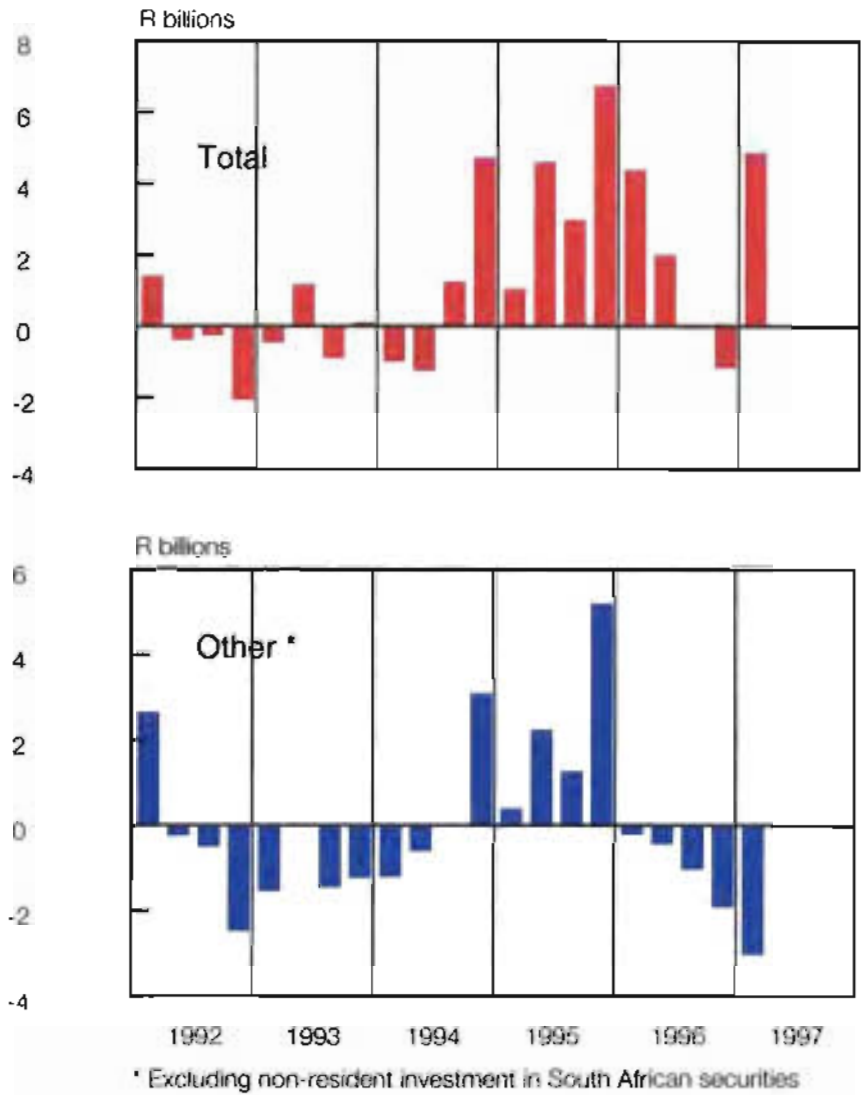 R billions
8
6
Total
4
2
0
-2
-4
R billions
6
Other *
4
2
0
-2
-4
1992 1993 1994 1995 1996 1997
* Excluding non-resident investment in South African securities